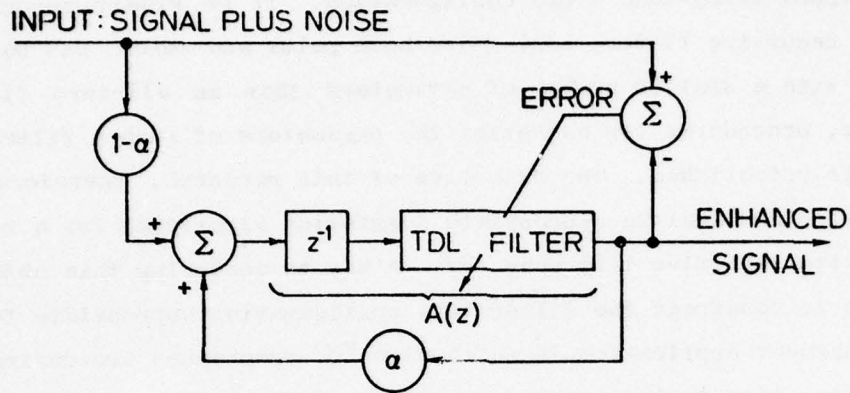 INPUT: SIGNAL PLUS NOISE
+
ERROR
Σ
1-α
-
+
Σ
z⁻¹
TDL FILTER
ENHANCED
SIGNAL
+
A(z)
α